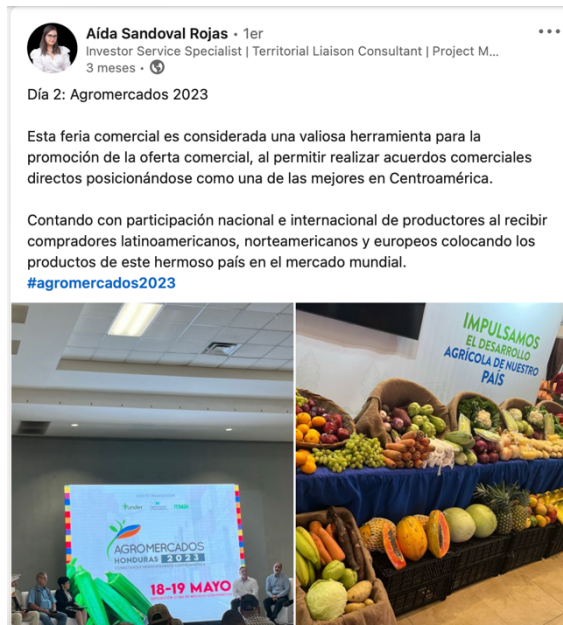 Aída Sandoval Rojas • 1er
Investor Service Specialist | Territorial Liaison Consultant | Project M...
3 meses •
Día 2: Agromercados 2023
Esta feria comercial es considerada una valiosa herramienta para la
promoción de la oferta comercial, al permitir realizar acuerdos comerciales
directos posicionándose como una de las mejores en Centroamérica.
Contando con participación nacional e internacional de productores al recibir
compradores latinoamericanos, norteamericanos y europeos colocando los
productos de este hermoso país en el mercado mundial.
#agromercados2023
AGROMERCADOS
HONDURAS 2023
18-19 MAYO
IMPULSAMOS
EL DESARROLLO
AGRÍCOLA DE NUESTRO
PAÍS